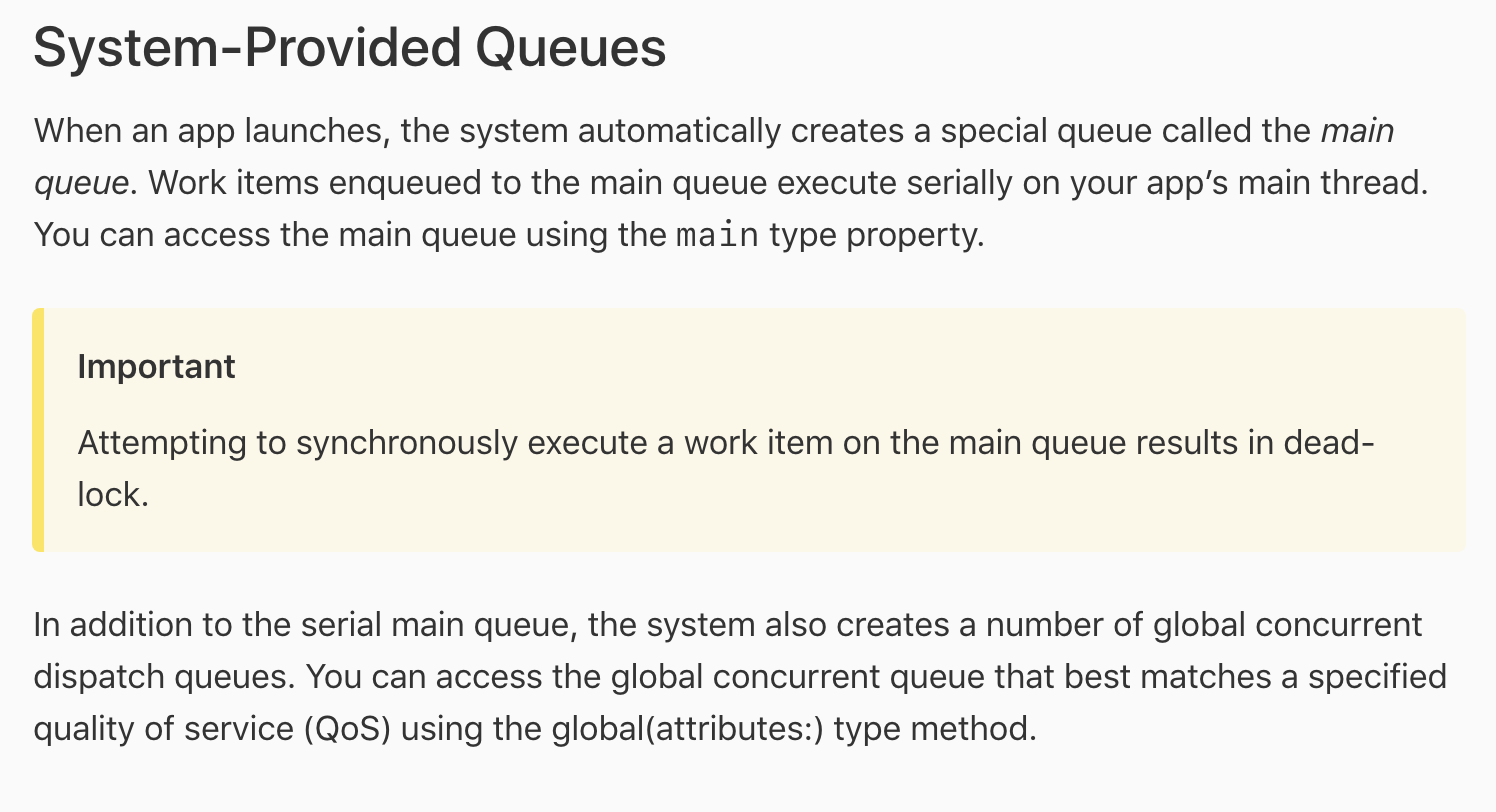 System-Provided Queues
When an app launches, the system automatically creates a special queue called the main
queue. Work items enqueued to the main queue execute serially on your app’s main thread.
You can access the main queue using the main type property.
Important
Attempting to synchronously execute a work item on the main queue results in dead-
lock.
In addition to the serial main queue, the system also creates a number of global concurrent
dispatch queues. You can access the global concurrent queue that best matches a specified
quality of service (QoS) using the global(attributes:) type method.